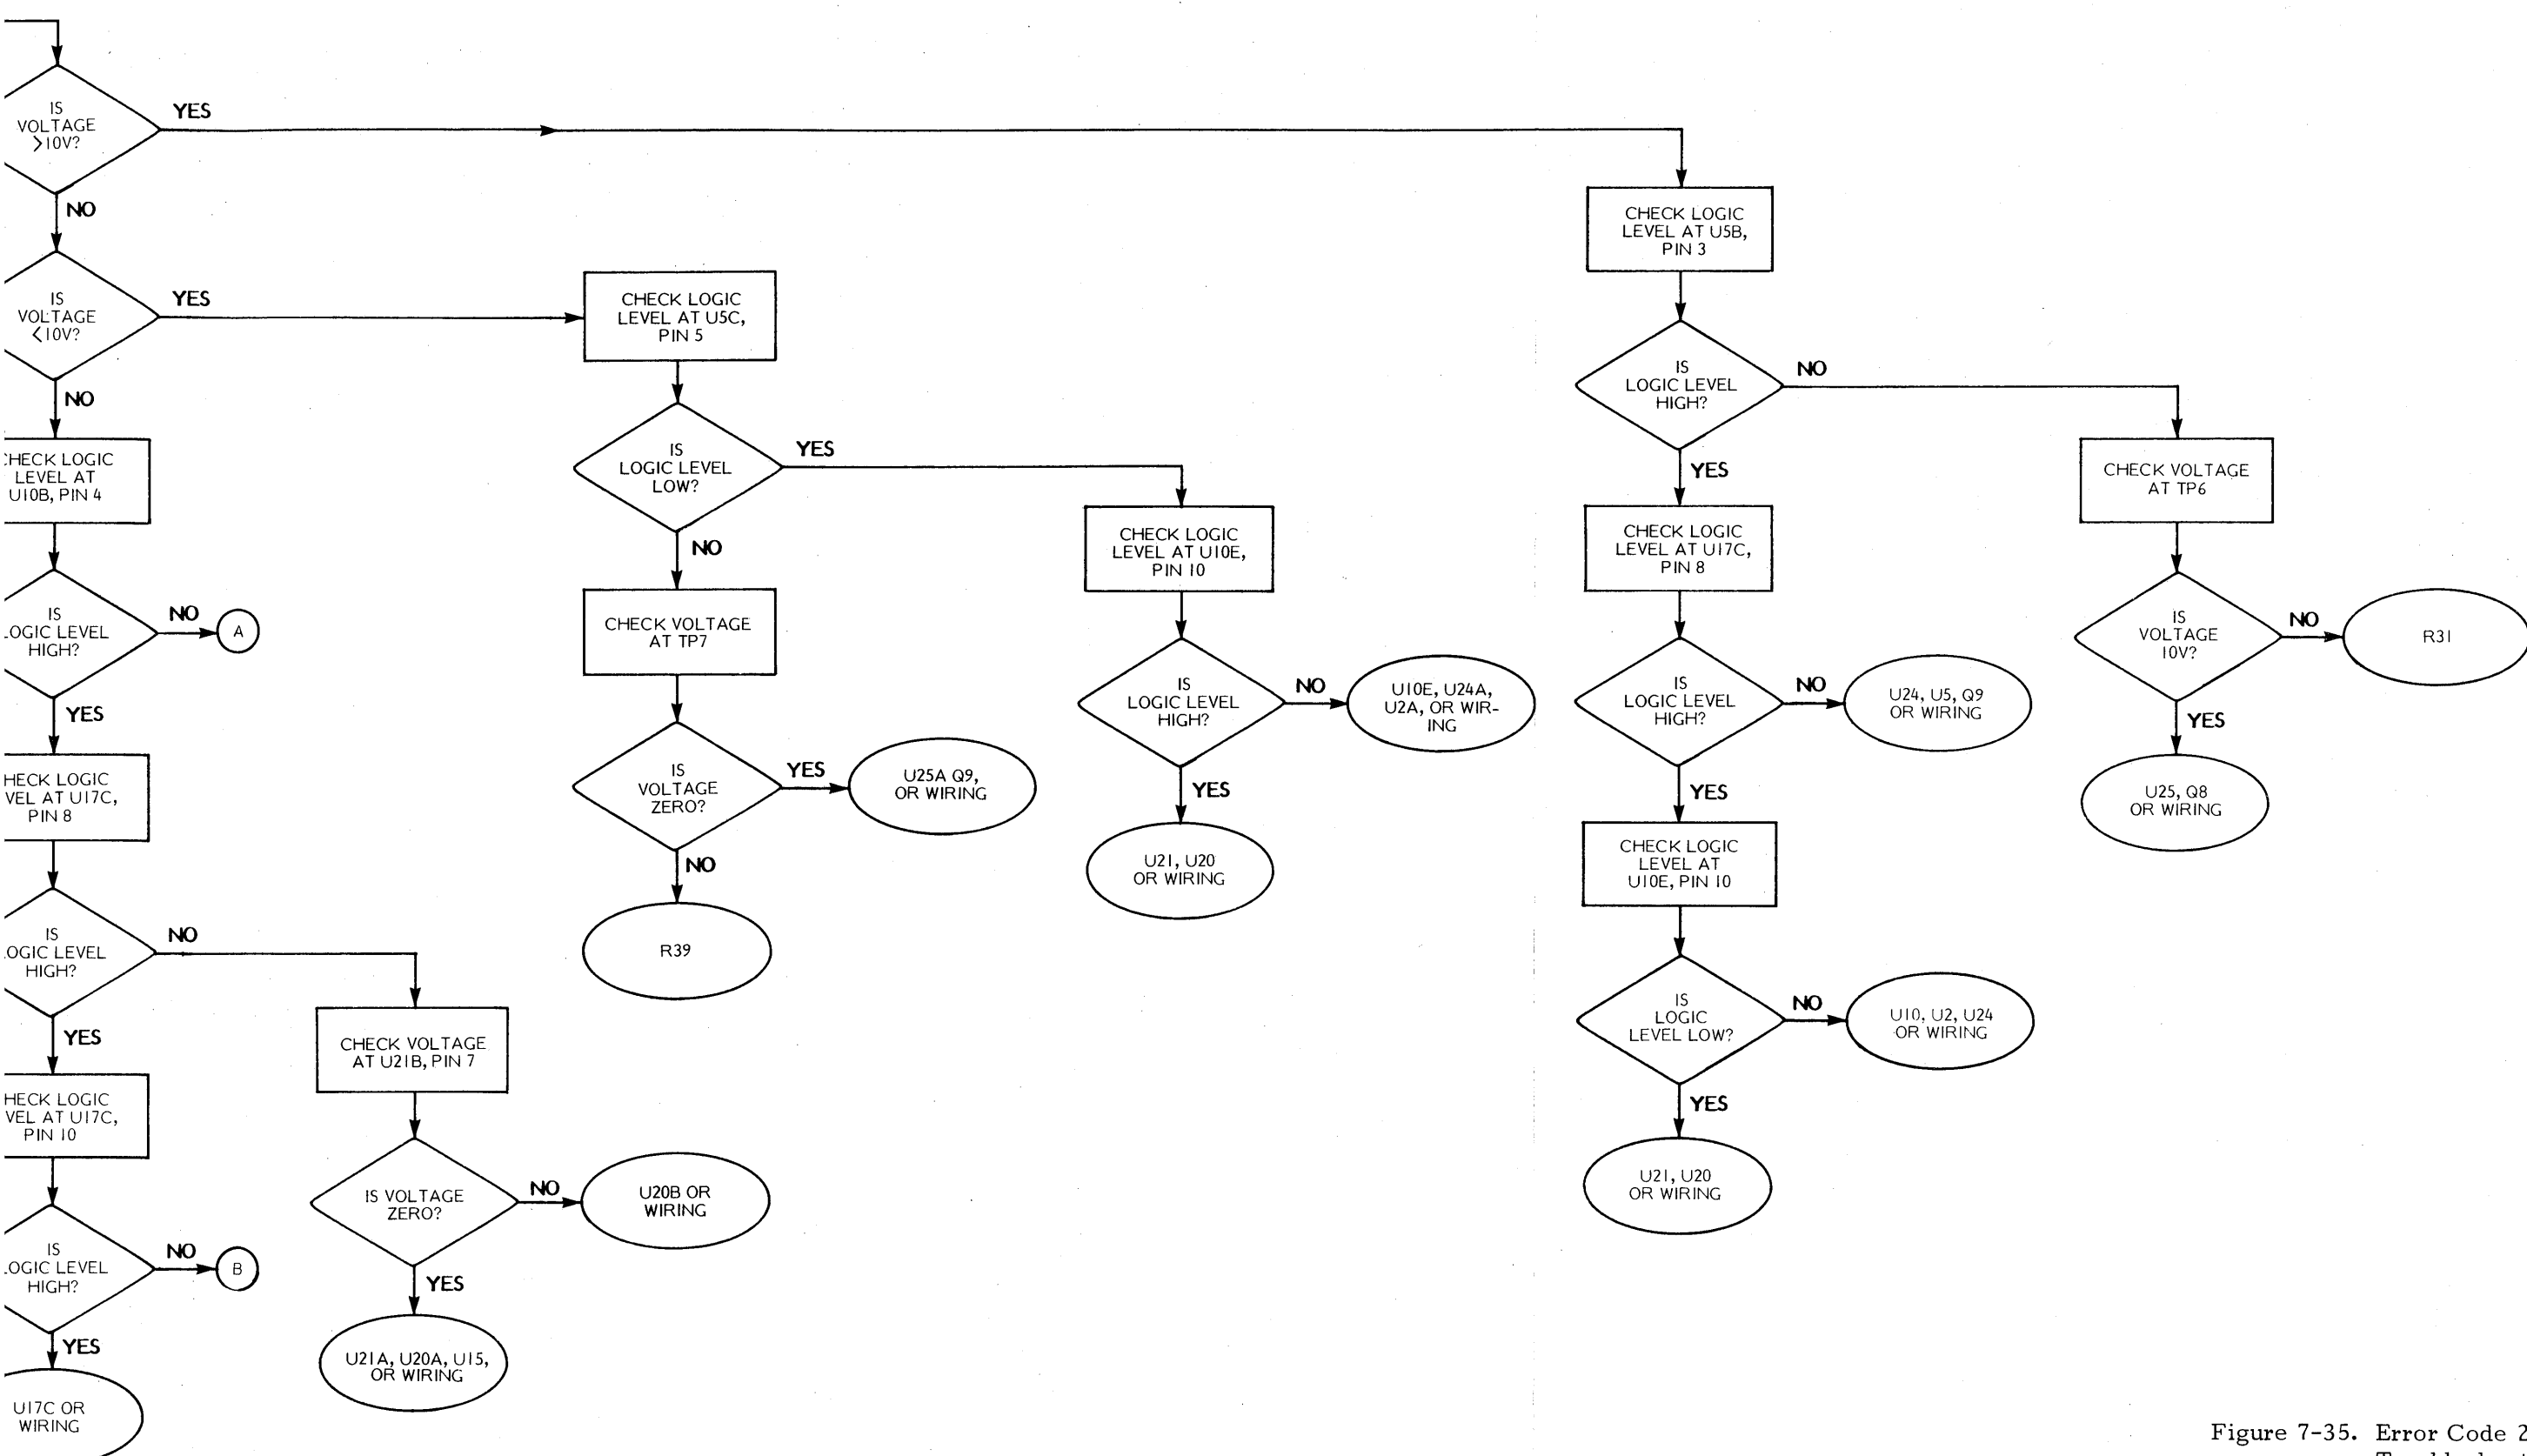 IS
VOLTAGE
>10V?
YES
NO
IS
VOLTAGE
<10V?
YES
NO
CHECK LOGIC
LEVEL AT
U10B, PIN 4
IS
LOGIC LEVEL
HIGH?
NO
A
YES
HECK LOGIC
VEL AT U17C,
PIN 8
IS
LOGIC LEVEL
HIGH?
NO
YES
HECK LOGIC
VEL AT U17C,
PIN 10
IS
LOGIC LEVEL
HIGH?
NO
B
YES
U17C OR
WIRING
CHECK VOLTAGE
AT U21B, PIN 7
IS VOLTAGE
ZERO?
NO
U20B OR
WIRING
YES
U21A, U20A, U15,
OR WIRING
CHECK LOGIC
LEVEL AT U5C,
PIN 5
IS
LOGIC LEVEL
LOW?
YES
NO
CHECK VOLTAGE
AT TP7
IS
VOLTAGE
ZERO?
YES
U25A Q9,
OR WIRING
NO
R39
CHECK LOGIC
LEVEL AT U10E,
PIN 10
IS
LOGIC LEVEL
HIGH?
NO
U10E, U24A,
U2A, OR WIR-
ING
YES
U21, U20
OR WIRING
CHECK LOGIC
LEVEL AT U5B,
PIN 3
IS
LOGIC LEVEL
HIGH?
NO
YES
CHECK LOGIC
LEVEL AT U17C,
PIN 8
IS
LOGIC LEVEL
HIGH?
NO
U24, U5, Q9
OR WIRING
YES
CHECK LOGIC
LEVEL AT
U10E, PIN 10
IS
LOGIC
LEVEL LOW?
NO
U10, U2, U24
OR WIRING
YES
U21, U20
OR WIRING
CHECK VOLTAGE
AT TP6
IS
VOLTAGE
10V?
NO
R31
YES
U25, Q8
OR WIRING
Figure 7-35. Error Code 2